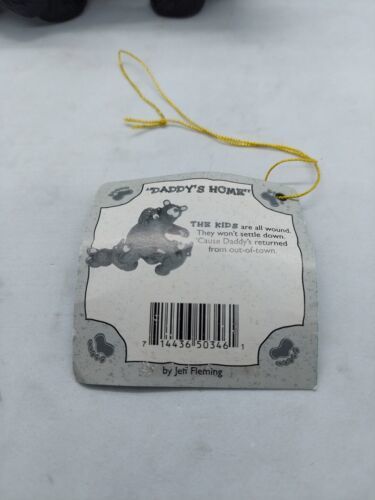 "DADDY'S HOME"
THE KIDS are all wound.
They won't settle down.
'Cause Daddy's returned
from out-of-town.
7 14436 50346 1
by Jeff Fleming